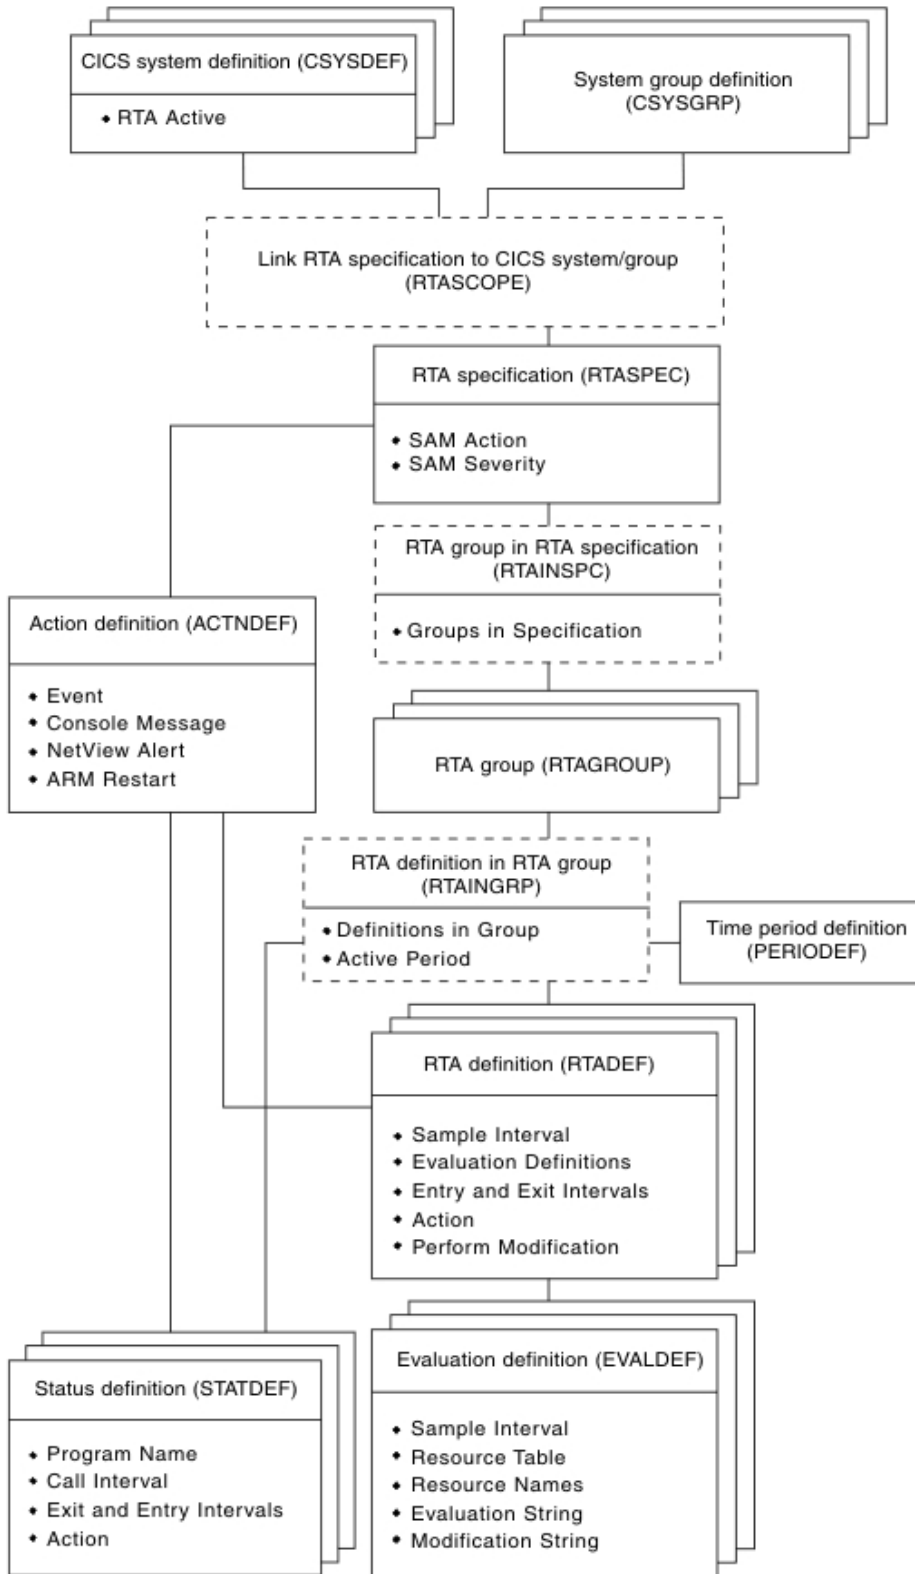 CICS system definition (CSYSDEF)
• RTA Active
System group definition
(CSYSGRP)
Link RTA specification to CICS system/group
(RTASCOPE)
RTA specification (RTASPEC)
• SAM Action
• SAM Severity
RTA group in RTA specification
(RTAINSPC)
• Groups in Specification
Action definition (ACTNDEF)
• Event
• Console Message
• NetView Alert
• ARM Restart
RTA group (RTAGROUP)
RTA definition in RTA group
(RTAINGRP)
• Definitions in Group
• Active Period
Time period definition
(PERIODEF)
RTA definition (RTADEF)
• Sample Interval
• Evaluation Definitions
• Entry and Exit Intervals
• Action
• Perform Modification
Status definition (STATDEF)
• Program Name
• Call Interval
• Exit and Entry Intervals
• Action
Evaluation definition (EVALDEF)
• Sample Interval
• Resource Table
• Resource Names
• Evaluation String
• Modification String